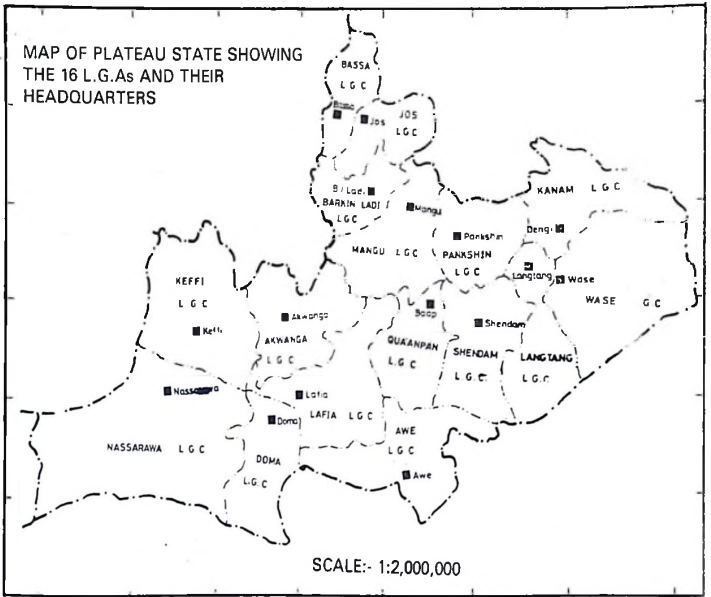 MAP OF PLATEAU STATE SHOWING
THE 16 L.G.As AND THEIR
HEADQUARTERS
BASSA
L G C
Bassa
Jos
JOS
L G C
B/Ladi
BARKIN LADI
L G C
Mangu
MANGU L G C
Pankshin
PANKSHIN
L G C
KANAM L G C
Dengi
Langtang
Wase
WASE G C
KEFFI
L G C
Keffi
Akwanga
AKWANGA
L G C
Baap
QUA'ANPAN
L G C
Shendam
SHENDAM
L G C
LANGTANG
L G C
Nassarawa
NASSARAWA L G C
Lafia
LAFIA L G C
Doma
DOMA
L G C
AWE
L G C
Awe
SCALE:- 1:2,000,000